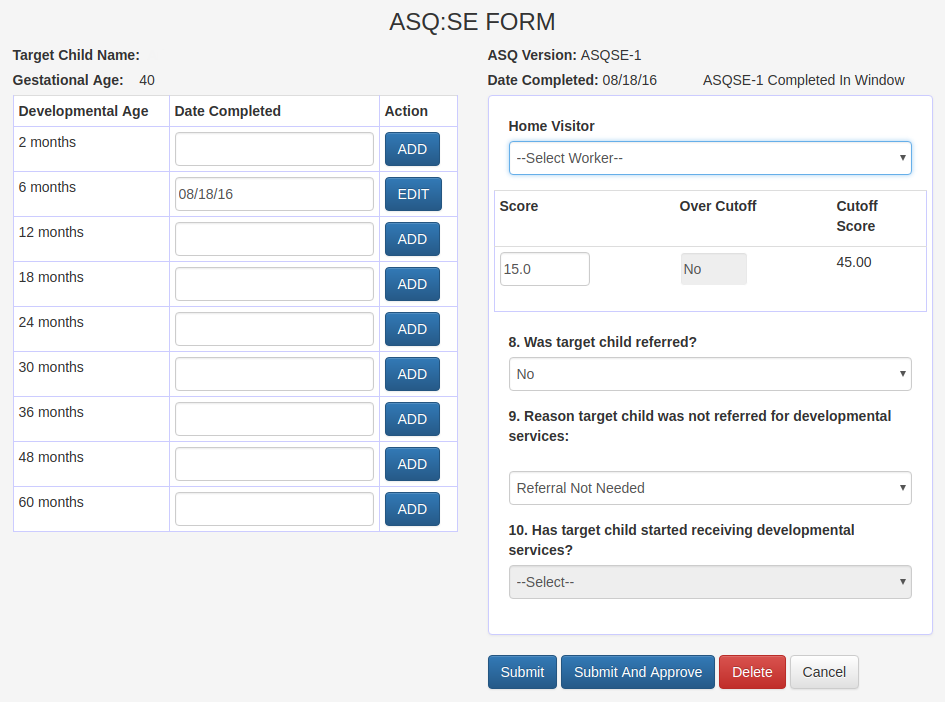 ASQ:SE FORM
Target Child Name:
Gestational Age: 40
Developmental Age Date Completed Action
2 months ADD
6 months 08/18/16 EDIT
12 months ADD
18 months ADD
24 months ADD
30 months ADD
36 months ADD
48 months ADD
60 months ADD
ASQ Version: ASQSE-1
Date Completed: 08/18/16 ASQSE-1 Completed In Window
Home Visitor
--Select Worker--
Score Over Cutoff Cutoff
Score
15.0 No 45.00
8. Was target child referred?
No
9. Reason target child was not referred for developmental
services:
Referral Not Needed
10. Has target child started receiving developmental
services?
--Select--
Submit Submit And Approve Delete Cancel